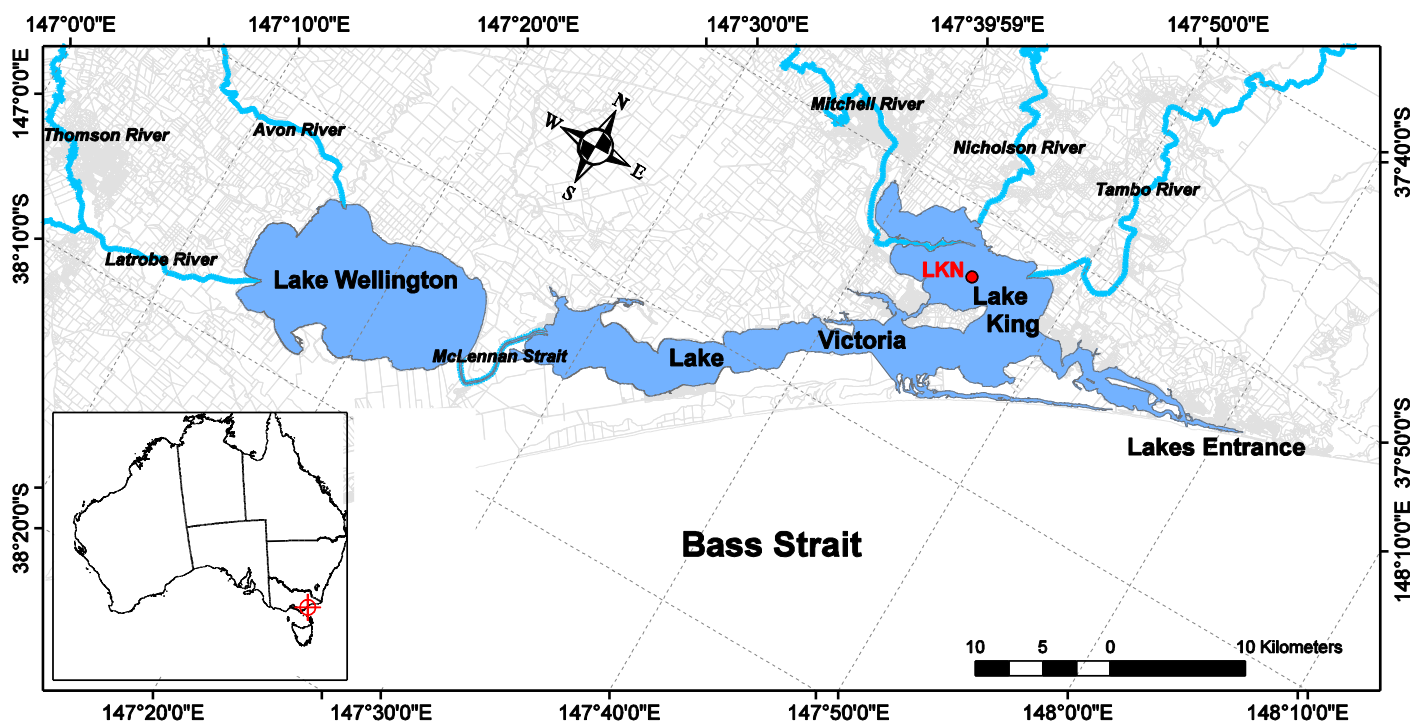 147°0'0"E
147°10'0"E
147°20'0"E
147°30'0"E
147°39'59"E
147°50'0"E
147°0'0"E
38°10'0"S
38°20'0"S
37°40'0"S
37°50'0"S
148°10'0"E
Thomson River
Avon River
Latrobe River
Mitchell River
Nicholson River
Tambo River
N
W
E
S
Lake Wellington
McLennan Strait
LKN
Lake
King
Lake
Victoria
Lakes Entrance
Bass Strait
10
5
0
10 Kilometers
147°20'0"E
147°30'0"E
147°40'0"E
147°50'0"E
148°0'0"E
148°10'0"E